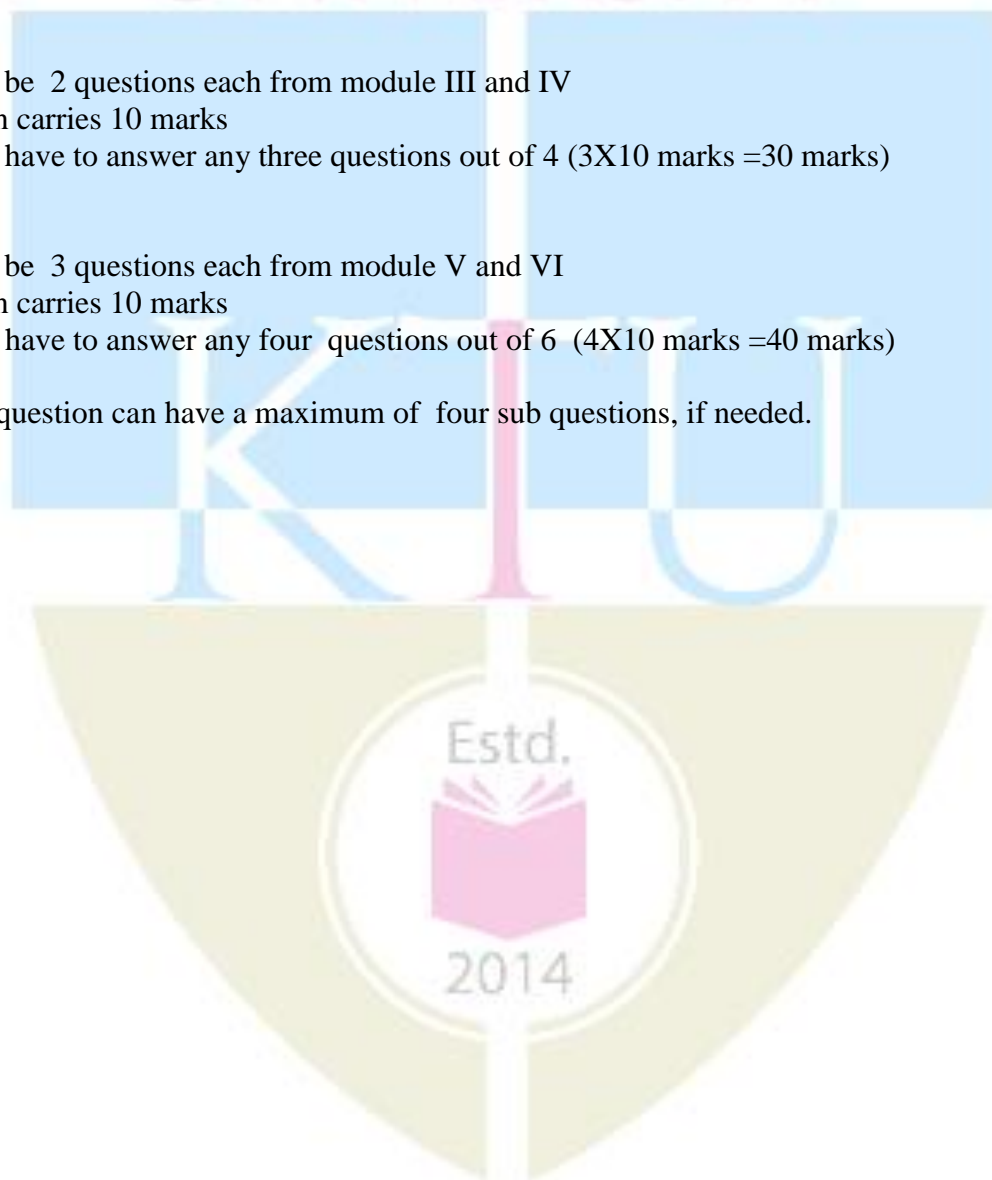 be 2 questions each from module III and IV
carries 10 marks
have to answer any three questions out of 4 (3X10 marks =30 marks)
be 3 questions each from module V and VI
carries 10 marks
have to answer any four questions out of 6 (4X10 marks =40 marks)
question can have a maximum of four sub questions, if needed.
KTU
Estd.
2014